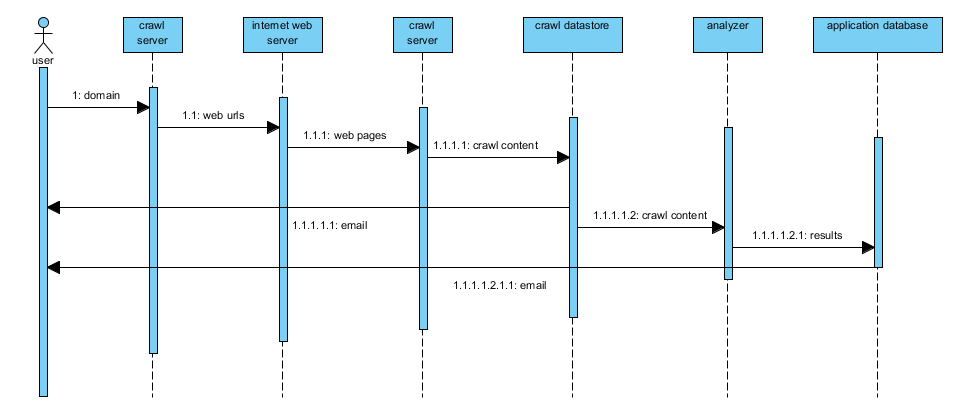 crawl
server
internet web
server
crawl
server
crawl datastore
analyzer
application database
user
1: domain
1.1: web urls
1.1.1: web pages
1.1.1.1: crawl content
1.1.1.1.1: email
1.1.1.1.2: crawl content
1.1.1.1.2.1: results
1.1.1.1.2.1.1: email